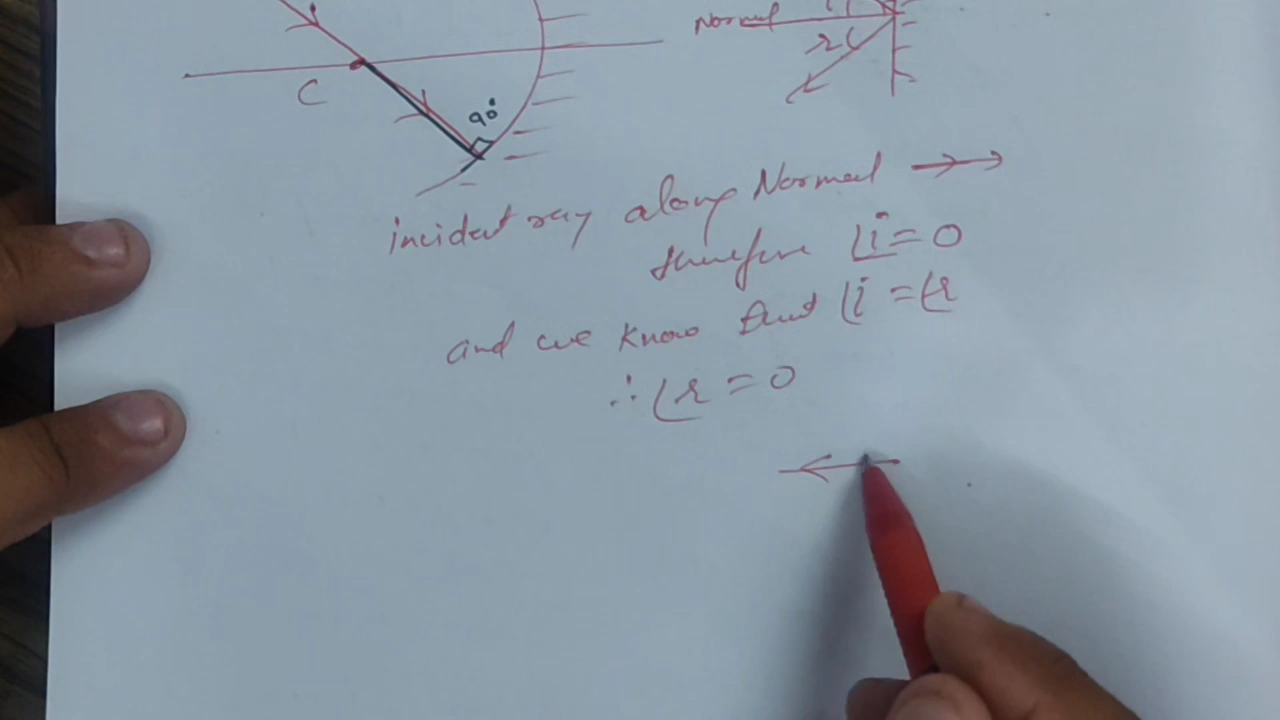 Normal
r
C
90°
incident ray along Normal
therefore ∠i = 0
and we know that ∠i = ∠r
∴ ∠r = 0